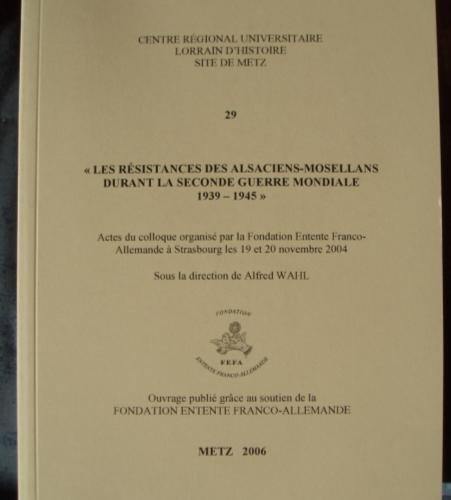 CENTRE RÉGIONAL UNIVERSITAIRE
LORRAIN D'HISTOIRE
SITE DE METZ
29
« LES RÉSISTANCES DES ALSACIENS-MOSELLANS
DURANT LA SECONDE GUERRE MONDIALE
1939 – 1945 »
Actes du colloque organisé par la Fondation Entente Franco-
Allemande à Strasbourg les 19 et 20 novembre 2004
Sous la direction de Alfred WAHL
FONDATION
FEFA
ENTENTE FRANCO-ALLEMANDE
Ouvrage publié grâce au soutien de la
FONDATION ENTENTE FRANCO-ALLEMANDE
METZ 2006